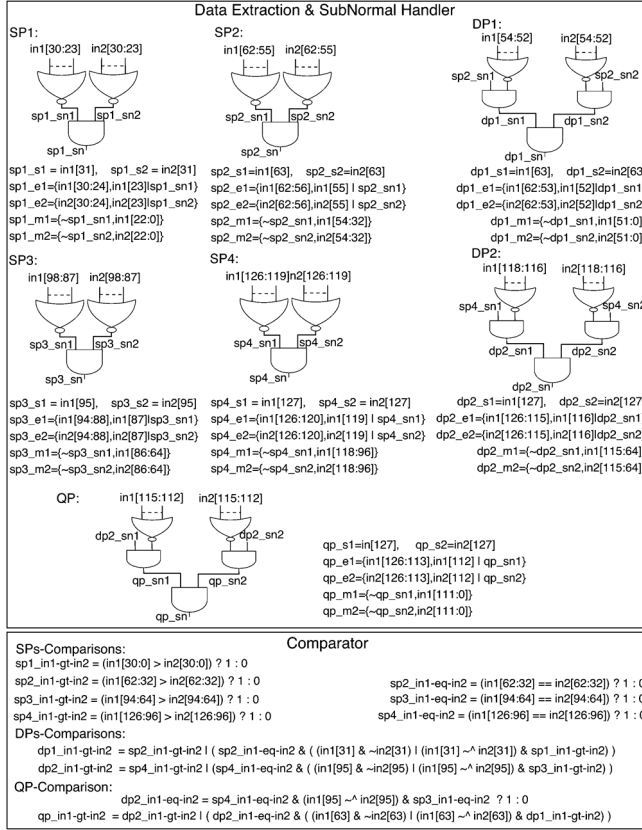 Data Extraction & SubNormal Handler
SP1:
in1[30:23] in2[30:23]
sp1_sn1 sp1_sn2
sp1_sn
sp1_s1 = in1[31], sp1_s2 = in2[31]
sp1_e1={in1[30:24],in1[23]|sp1_sn1}
sp1_e2={in2[30:24],in2[23]|sp1_sn2}
sp1_m1={~sp1_sn1,in1[22:0]}
sp1_m2={~sp1_sn2,in2[22:0]}
SP2:
in1[62:55] in2[62:55]
sp2_sn1 sp2_sn2
sp2_sn
sp2_s1=in1[63], sp2_s2=in2[63]
sp2_e1={in1[62:56],in1[55] | sp2_sn1}
sp2_e2={in2[62:56],in2[55] | sp2_sn2}
sp2_m1={~sp2_sn1,in1[54:32]}
sp2_m2={~sp2_sn2,in2[54:32]}
DP1:
in1[54:52] in2[54:52]
sp2_sn1 sp2_sn2
dp1_sn1 dp1_sn2
dp1_sn
dp1_s1=in1[63], dp1_s2=in2[63
dp1_e1={in1[62:53],in1[52]|dp1_sn1
dp1_e2={in2[62:53],in2[52]|dp1_sn2
dp1_m1={~dp1_sn1,in1[51:0]
dp1_m2={~dp1_sn2,in2[51:0]
SP3:
in1[98:87] in2[98:87]
sp3_sn1 sp3_sn2
sp3_sn
sp3_s1 = in1[95], sp3_s2 = in2[95]
sp3_e1={in1[94:88],in1[87]|sp3_sn1}
sp3_e2={in2[94:88],in2[87]|sp3_sn2}
sp3_m1={~sp3_sn1,in1[86:64]}
sp3_m2={~sp3_sn2,in2[86:64]}
SP4:
in1[126:119]n2[126:119]
sp4_sn1 sp4_sn2
sp4_sn
sp4_s1 = in1[127], sp4_s2 = in2[127]
sp4_e1={in1[126:120],in1[119] | sp4_sn1}
sp4_e2={in2[126:120],in2[119] | sp4_sn2}
sp4_m1={~sp4_sn1,in1[118:96]}
sp4_m2={~sp4_sn2,in2[118:96]}
DP2:
in1[118:116] in2[118:116]
sp4_sn1 sp4_sn2
dp2_sn1 dp2_sn2
dp2_sn
dp2_s1=in1[127], dp2_s2=in2[127
dp2_e1={in1[126:115],in1[116]|dp2_sn1
dp2_e2={in2[126:115],in2[116]|dp2_sn2
dp2_m1={~dp2_sn1,in1[115:64]
dp2_m2={~dp2_sn2,in2[115:64]
QP:
in1[115:112] in2[115:112]
dp2_sn1 dp2_sn2
qp_sn1 qp_sn2
qp_sn
qp_s1=in[127], qp_s2=in2[127]
qp_e1={in1[126:113],in1[112] | qp_sn1}
qp_e2={in2[126:113],in2[112] | qp_sn2}
qp_m1={~qp_sn1,in1[111:0]}
qp_m2={~qp_sn2,in2[111:0]}
Comparator
SPs-Comparisons:
sp1_in1-gt-in2 = (in1[30:0] > in2[30:0]) ? 1 : 0
sp2_in1-gt-in2 = (in1[62:32] > in2[62:32]) ? 1 : 0 sp2_in1-eq-in2 = (in1[62:32] == in2[62:32]) ? 1 : 0
sp3_in1-gt-in2 = (in1[94:64] > in2[94:64]) ? 1 : 0 sp3_in1-eq-in2 = (in1[94:64] == in2[94:64]) ? 1 : 0
sp4_in1-gt-in2 = (in1[126:96] > in2[126:96]) ? 1 : 0 sp4_in1-eq-in2 = (in1[126:96] == in2[126:96]) ? 1 : 0
DPs-Comparisons:
dp1_in1-gt-in2 = sp2_in1-gt-in2 | ( sp2_in1-eq-in2 & ( (in1[31] & ~in2[31) | (in1[31] ~^ in2[31]) & sp1_in1-gt-in2) )
dp2_in1-gt-in2 = sp4_in1-gt-in2 | (sp4_in1-eq-in2 & ( (in1[95] & ~in2[95) | (in1[95] ~^ in2[95]) & sp3_in1-gt-in2) )
QP-Comparison:
dp2_in1-eq-in2 = sp4_in1-eq-in2 & (in1[95] ~^ in2[95]) & sp3_in1-eq-in2 ? 1 : 0
qp_in1-gt-in2 = dp2_in1-gt-in2 | ( dp2_in1-eq-in2 & ( (in1[63] & ~in2[63) | (in1[63] ~^ in2[63]) & dp1_in1-gt-in2) )